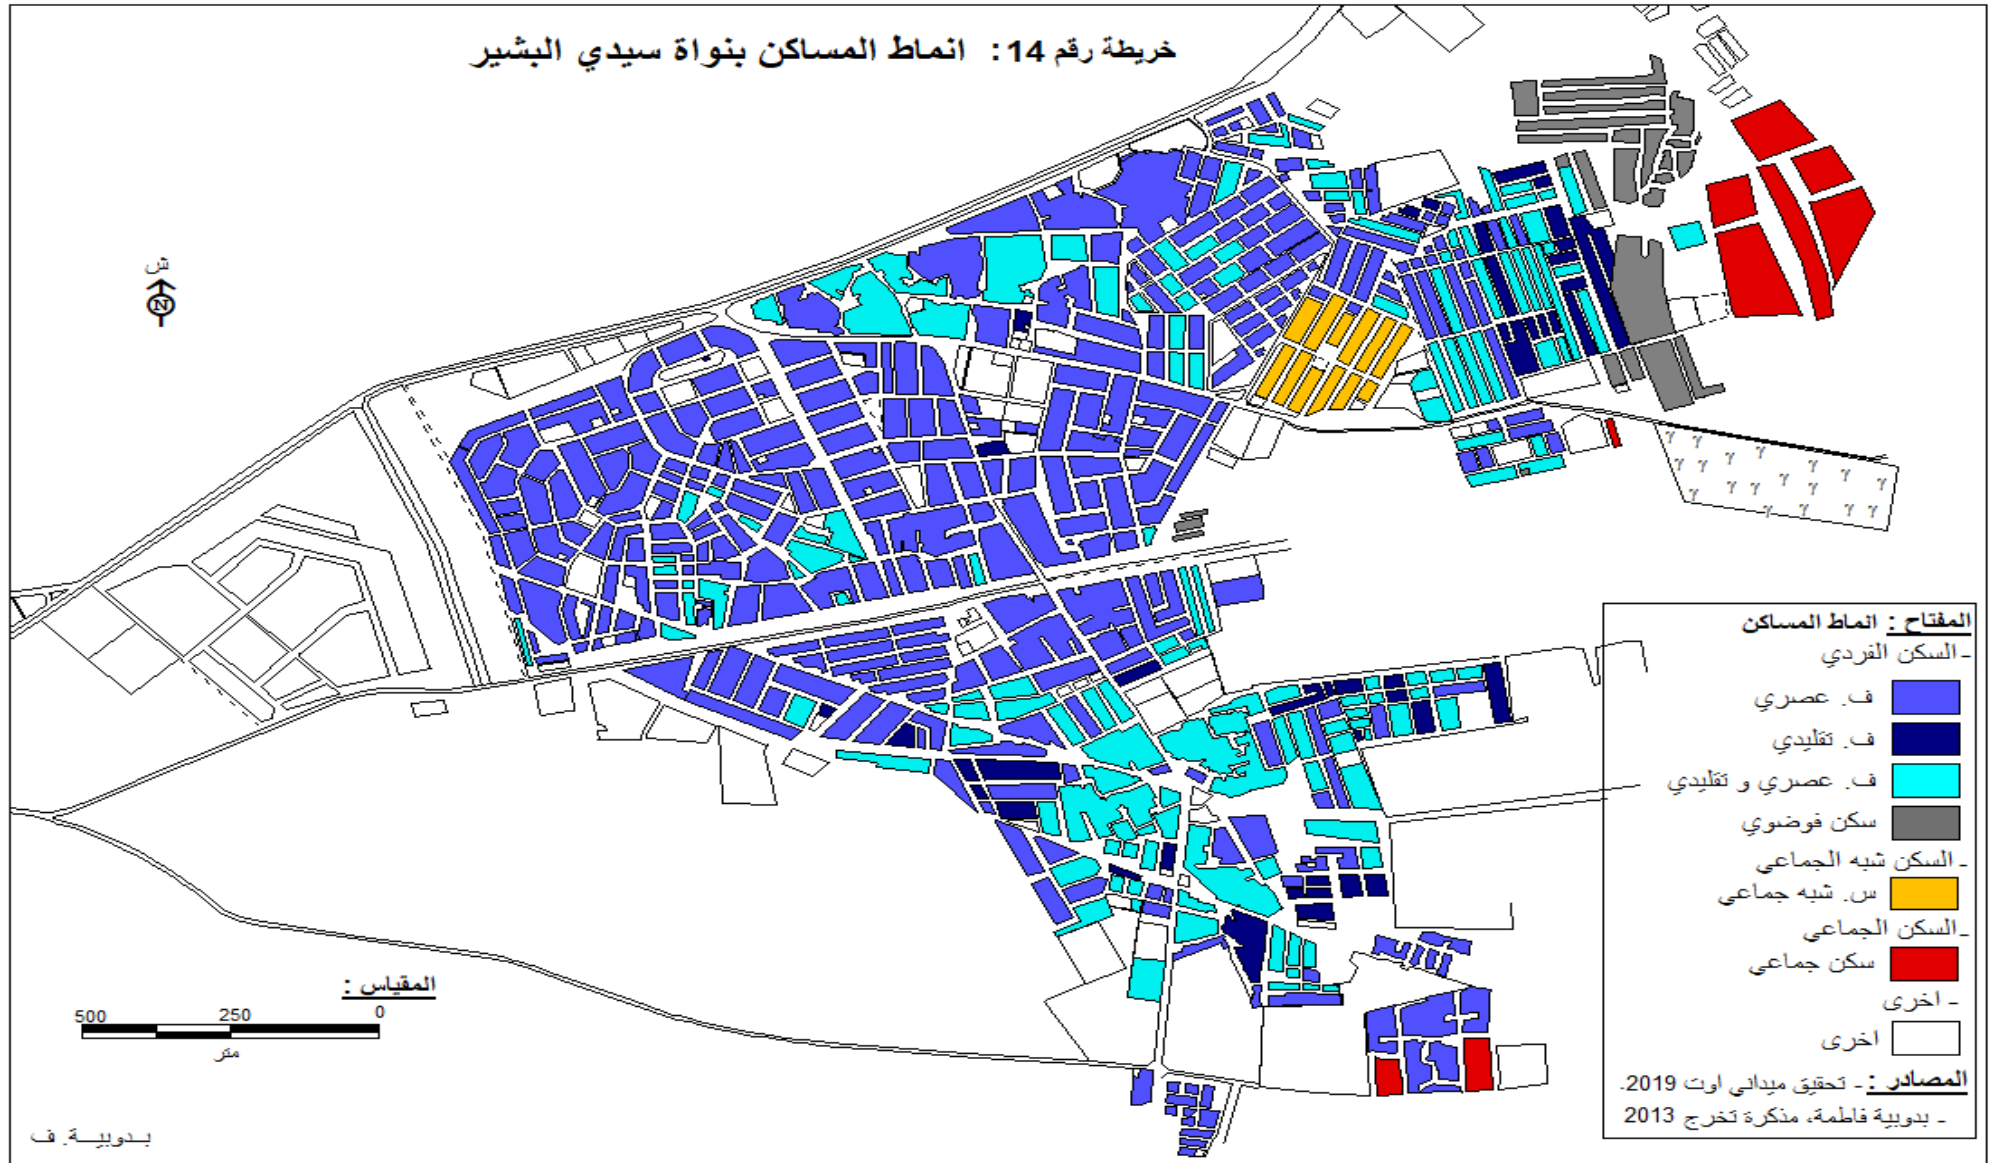 خريطة رقم 14: انماط المساكن بنواة سيدي البشير
ش
N
المفتاح : انماط المساكن
- السكن الفردي
ف. عصري
ف. تقليدي
ف. عصري و تقليدي
سكن فوضوي
- السكن شبه الجماعي
س. شبه جماعي
- السكن الجماعي
سكن جماعي
- اخرى
اخرى
المصادر : - تحقيق ميداني اوت 2019.
- بدوبية فاطمة، مذكرة تخرج 2013
المقياس :
500 250 0
متر
بـدوبيـــة. ف